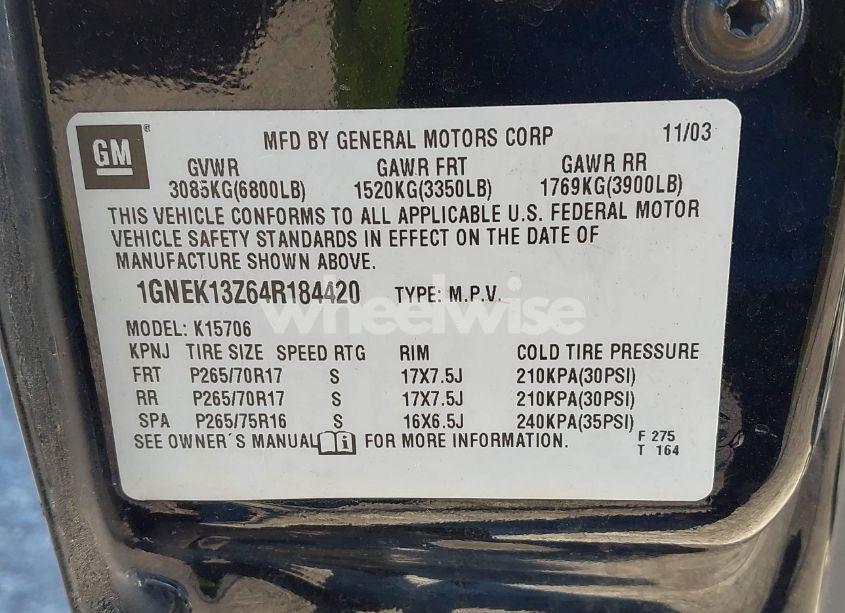 GM ® MFD BY GENERAL MOTORS CORP 11/03
GVWR GAWR FRT GAWR RR
3085KG(6800LB) 1520KG(3350LB) 1769KG(3900LB)
THIS VEHICLE CONFORMS TO ALL APPLICABLE U.S. FEDERAL MOTOR
VEHICLE SAFETY STANDARDS IN EFFECT ON THE DATE OF
MANUFACTURE SHOWN ABOVE.
1GNEK13Z64R184420 TYPE: M.P.V.
wheelwise
MODEL: K15706
KPNJ TIRE SIZE SPEED RTG RIM COLD TIRE PRESSURE
FRT P265/70R17 S 17X7.5J 210KPA(30PSI)
RR P265/70R17 S 17X7.5J 210KPA(30PSI)
SPA P265/75R16 S 16X6.5J 240KPA(35PSI)
SEE OWNER´S MANUAL i FOR MORE INFORMATION.
F 275
T 164